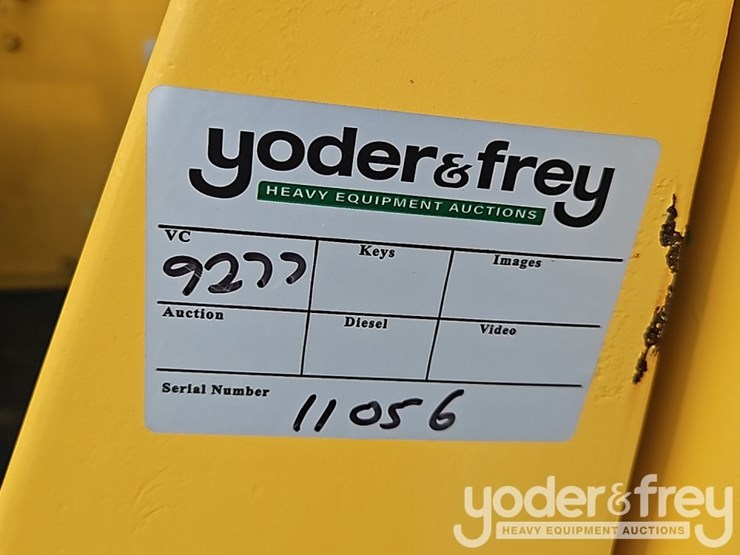 yoder&frey
HEAVY EQUIPMENT AUCTIONS
VC Keys Images
9277
Auction Diesel Video
Serial Number 11056
yoder&frey
HEAVY EQUIPMENT AUCTIONS